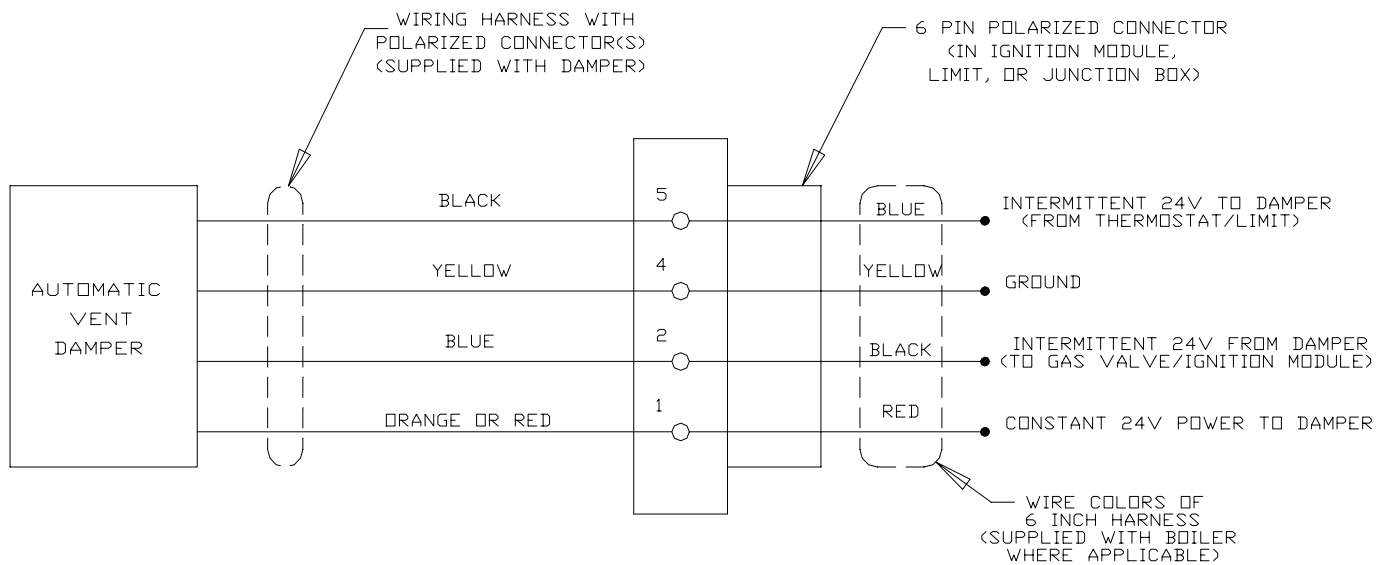 WIRING HARNESS WITH
POLARIZED CONNECTOR(S)
(SUPPLIED WITH DAMPER)
6 PIN POLARIZED CONNECTOR
(IN IGNITION MODULE,
LIMIT, OR JUNCTION BOX)
AUTOMATIC
VENT
DAMPER
BLACK
5
BLUE
INTERMITTENT 24V TO DAMPER
(FROM THERMOSTAT/LIMIT)
YELLOW
4
YELLOW
GROUND
BLUE
2
BLACK
INTERMITTENT 24V FROM DAMPER
(TO GAS VALVE/IGNITION MODULE)
ORANGE OR RED
1
RED
CONSTANT 24V POWER TO DAMPER
WIRE COLORS OF
6 INCH HARNESS
(SUPPLIED WITH BOILER
WHERE APPLICABLE)